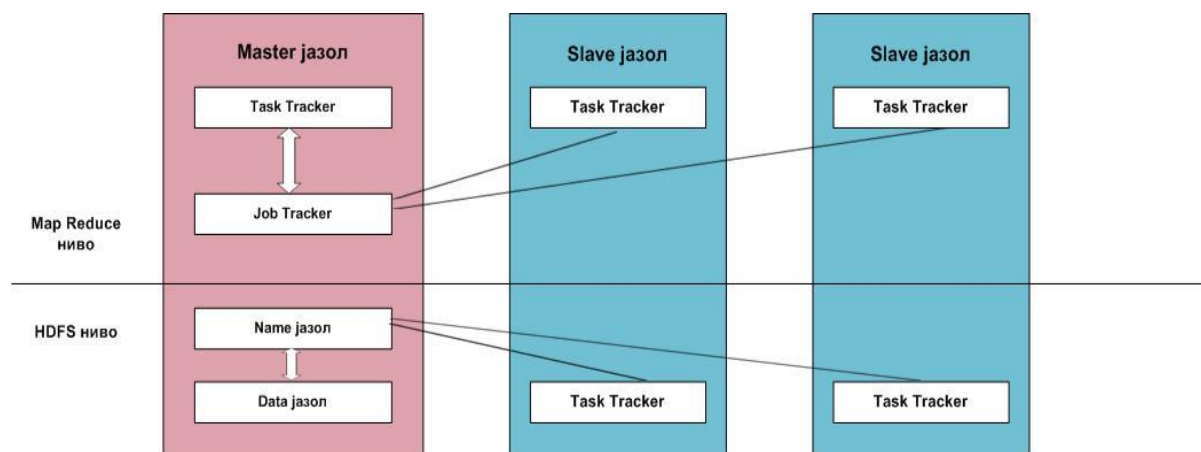 Master јазол
Slave јазол
Slave јазол
Task Tracker
Task Tracker
Task Tracker
Job Tracker
Map Reduce
ниво
Name јазол
HDFS ниво
Data јазол
Task Tracker
Task Tracker